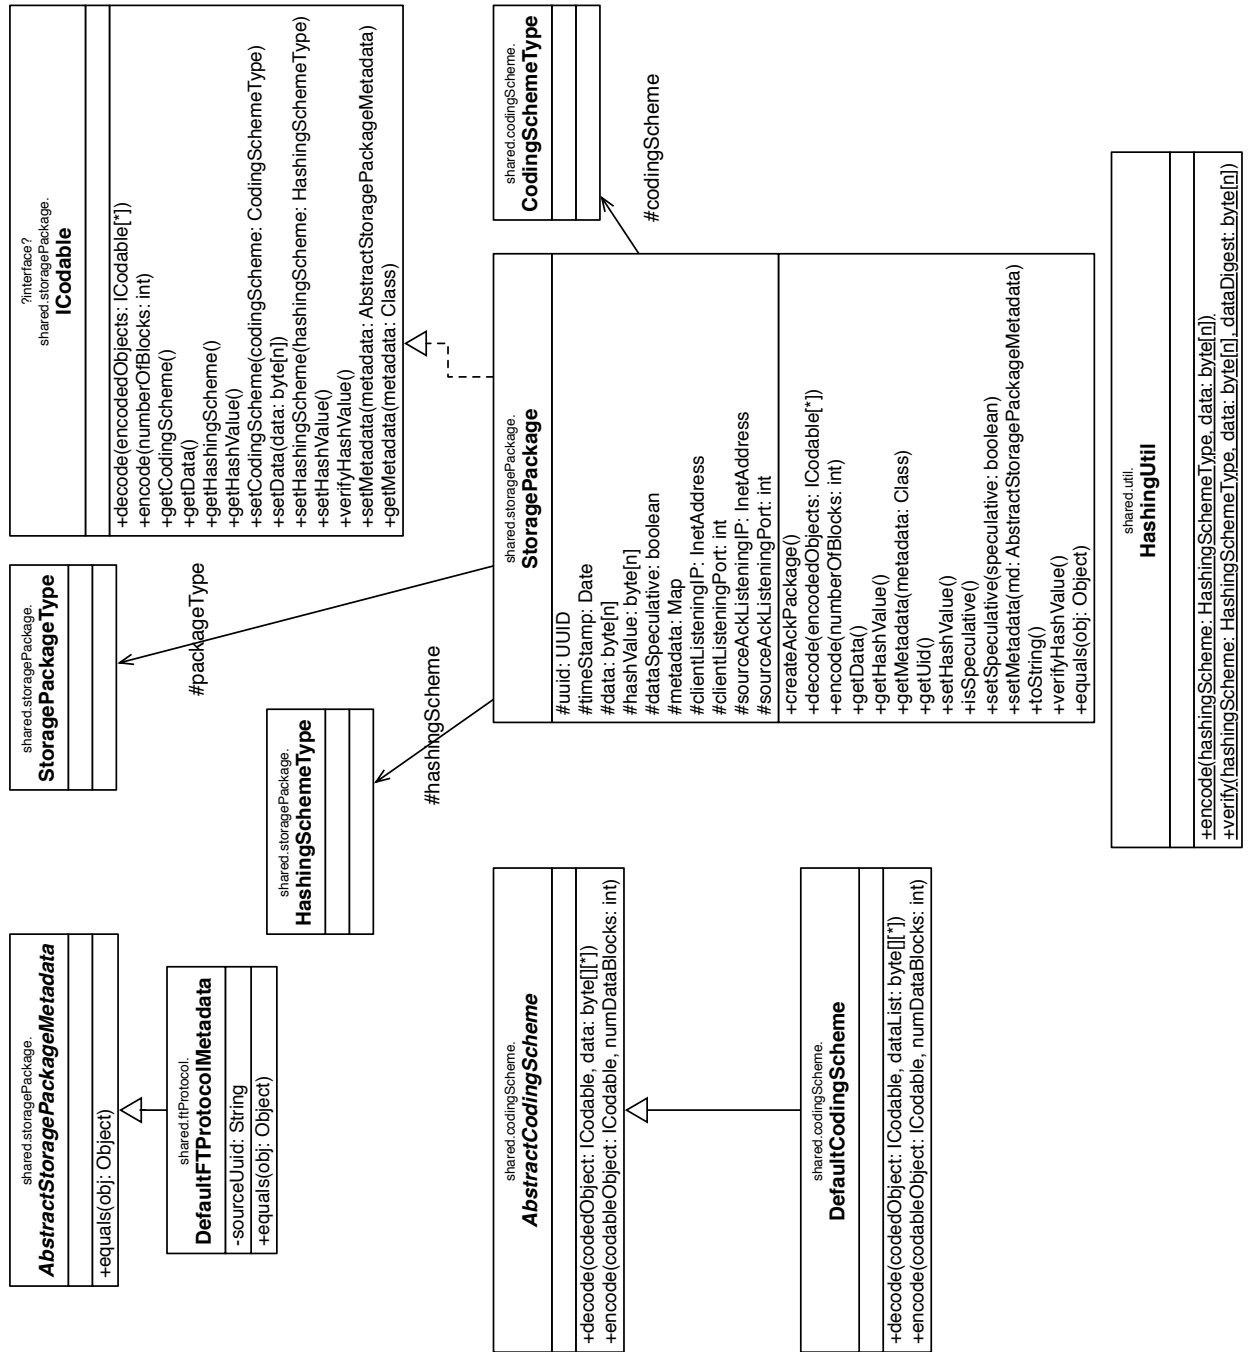 shared.storagePackage.
AbstractStoragePackageMetadata
+equals(obj: Object)
shared.ftProtocol.
DefaultFTProtocolMetadata
-sourceUuid: String
+equals(obj: Object)
shared.storagePackage.
StoragePackageType
#packageType
shared.storagePackage.
HashingSchemeType
#hashingScheme
?interface?
shared.storagePackage.
ICodable
+decode(encodedObjects: ICodable[*])
+encode(numberOfBlocks: int)
+getCodingScheme()
+getData()
+getHashingScheme()
+getHashValue()
+setCodingScheme(codingScheme: CodingSchemeType)
+setData(data: byte[n])
+setHashingScheme(hashingScheme: HashingSchemeType)
+setHashValue()
+verifyHashValue()
+setMetadata(metadata: AbstractStoragePackageMetadata)
+getMetadata(metadata: Class)
shared.codingScheme.
AbstractCodingScheme
+decode(codedObject: ICodable, data: byte[][*])
+encode(codableObject: ICodable, numDataBlocks: int)
shared.codingScheme.
DefaultCodingScheme
+decode(codedObject: ICodable, dataList: byte[][*])
+encode(codableObject: ICodable, numDataBlocks: int)
shared.storagePackage.
StoragePackage
#uuid: UUID
#timeStamp: Date
#data: byte[n]
#hashValue: byte[n]
#dataSpeculative: boolean
#metadata: Map
#clientListeningIP: InetAddress
#clientListeningPort: int
#sourceAckListeningIP: InetAddress
#sourceAckListeningPort: int
+createAckPackage()
+decode(encodedObjects: ICodable[*])
+encode(numberOfBlocks: int)
+getData()
+getHashValue()
+getMetadata(metadata: Class)
+getUid()
+setHashValue()
+isSpeculative()
+setSpeculative(speculative: boolean)
+setMetadata(md: AbstractStoragePackageMetadata)
+toString()
+verifyHashValue()
+equals(obj: Object)
shared.codingScheme.
CodingSchemeType
#codingScheme
shared.util.
HashingUtil
+encode(hashingScheme: HashingSchemeType, data: byte[n])
+verify(hashingScheme: HashingSchemeType, data: byte[n], dataDigest: byte[n])